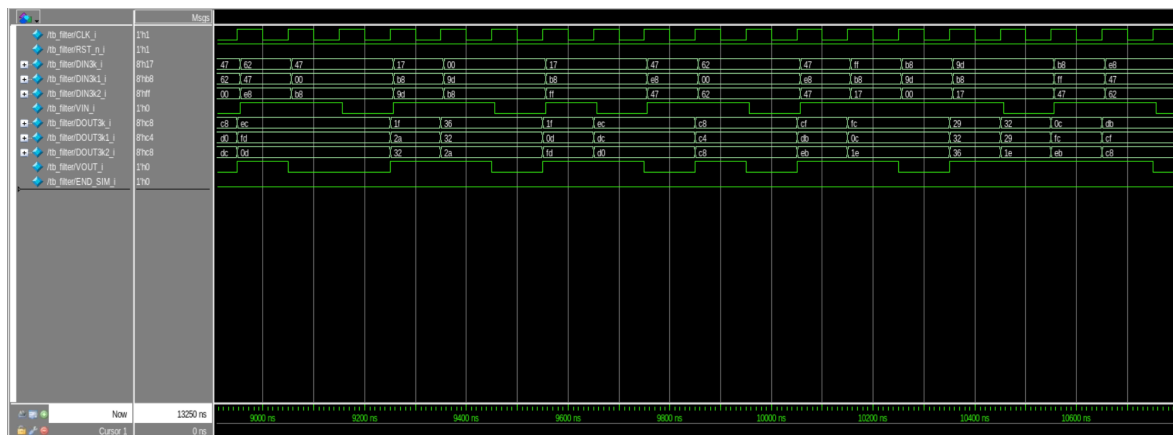 Msgs
/tb_filter/CLK_i 1'h1
/tb_filter/RST_n_i 1'h1
/tb_filter/DIN3k_i 8'h17 47 62 47 17 00 17 47 62 47 ff b8 9d b8 e8
/tb_filter/DIN3k1_i 8'hb8 62 47 00 b8 9d b8 e8 00 e8 b8 9d b8 ff 47
/tb_filter/DIN3k2_i 8'hff 00 e8 b8 9d b8 ff 47 62 47 17 00 17 47 62
/tb_filter/VIN_i 1'h0
/tb_filter/DOUT3k_i 8'hc8 c8 ec 1f 36 1f ec c8 cf fc 29 32 0c db
/tb_filter/DOUT3k1_i 8'hc4 d0 fd 2a 32 0d dc c4 db 0c 32 29 fc cf
/tb_filter/DOUT3k2_i 8'hc8 dc 0d 32 2a fd d0 c8 eb 1e 36 1e eb c8
/tb_filter/VOUT_i 1'h0
/tb_filter/END_SIM_i 1'h0
Now 13250 ns 9000 ns 9200 ns 9400 ns 9600 ns 9800 ns 10000 ns 10200 ns 10400 ns 10600 ns
Cursor 1 0 ns